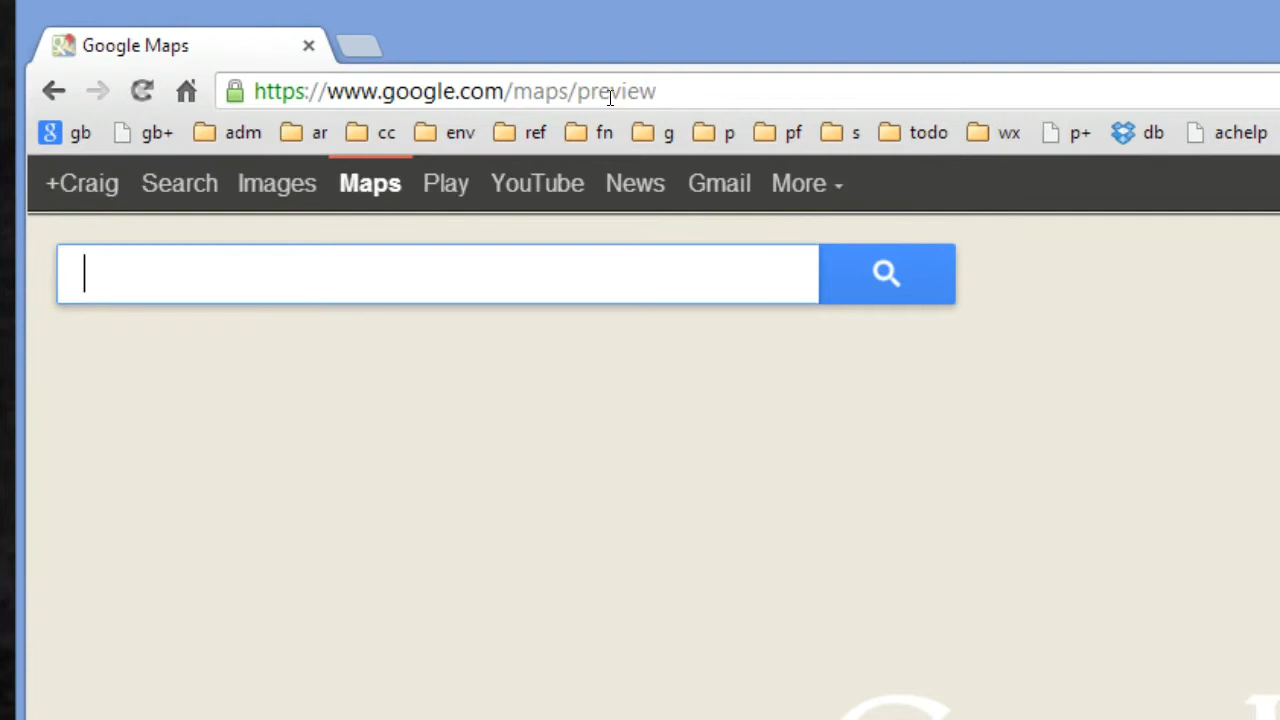 Google Maps
https://www.google.com/maps/preview
8 gb gb+ adm ar cc env ref fn g p pf s todo wx p+ db achelp
+Craig Search Images Maps Play YouTube News Gmail More